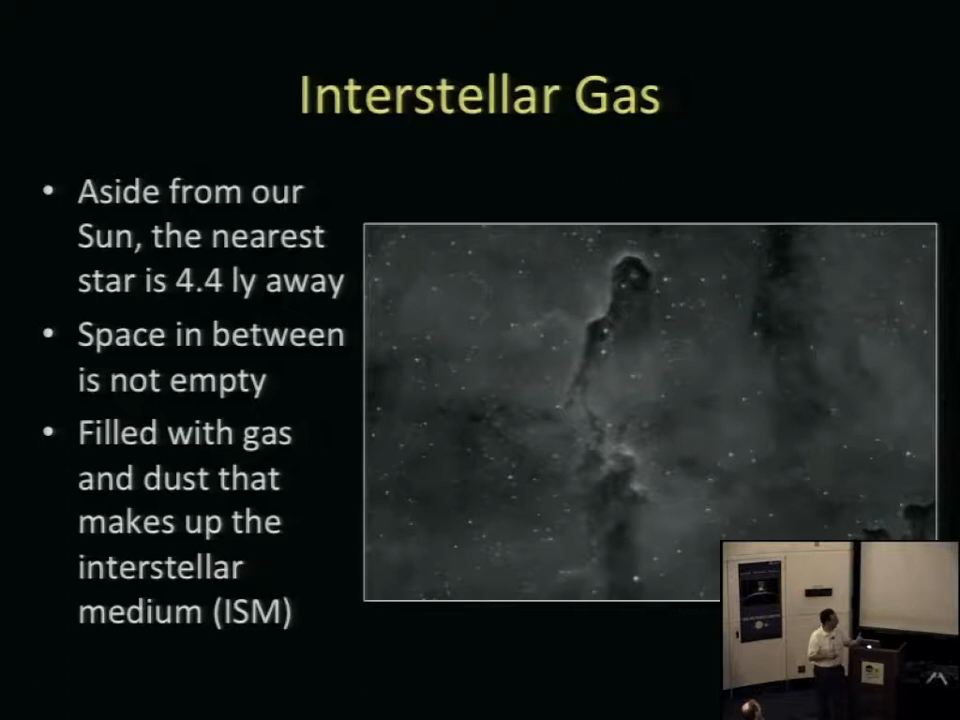 Interstellar Gas
• Aside from our
Sun, the nearest
star is 4.4 ly away
• Space in between
is not empty
• Filled with gas
and dust that
makes up the
interstellar
medium (ISM)